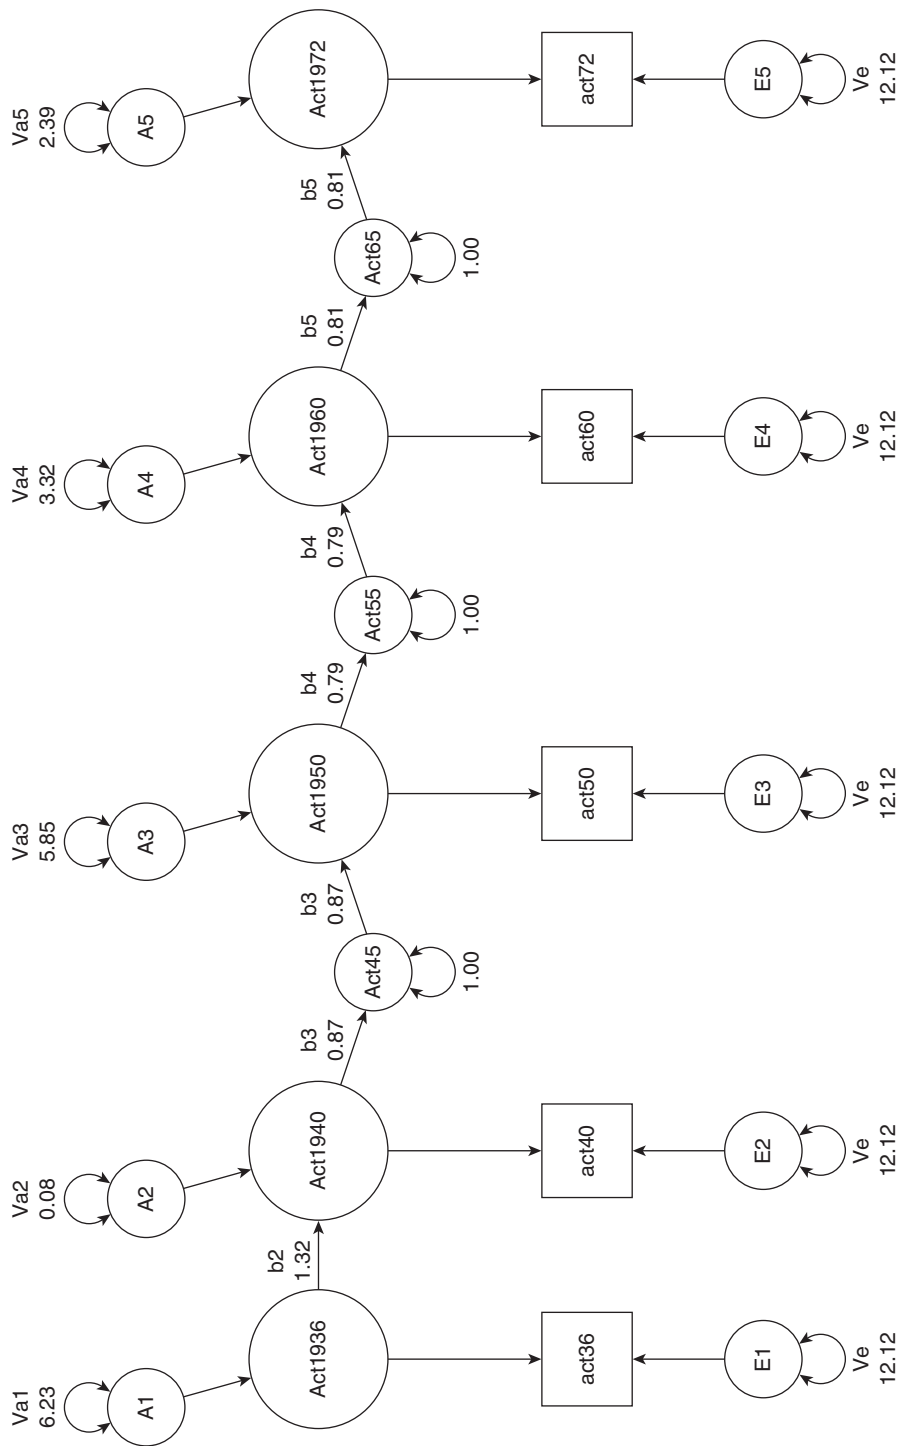 Va1
6.23
Va2
0.08
Va3
5.85
Va4
3.32
Va5
2.39
A1
A2
A3
A4
A5
b2
1.32
b3
0.87
b3
0.87
b4
0.79
b4
0.79
b5
0.81
b5
0.81
Act1936
Act1940
Act1950
Act1960
Act1972
Act45
Act55
Act65
1.00
1.00
1.00
act36
act40
act50
act60
act72
E1
E2
E3
E4
E5
Ve
12.12
Ve
12.12
Ve
12.12
Ve
12.12
Ve
12.12